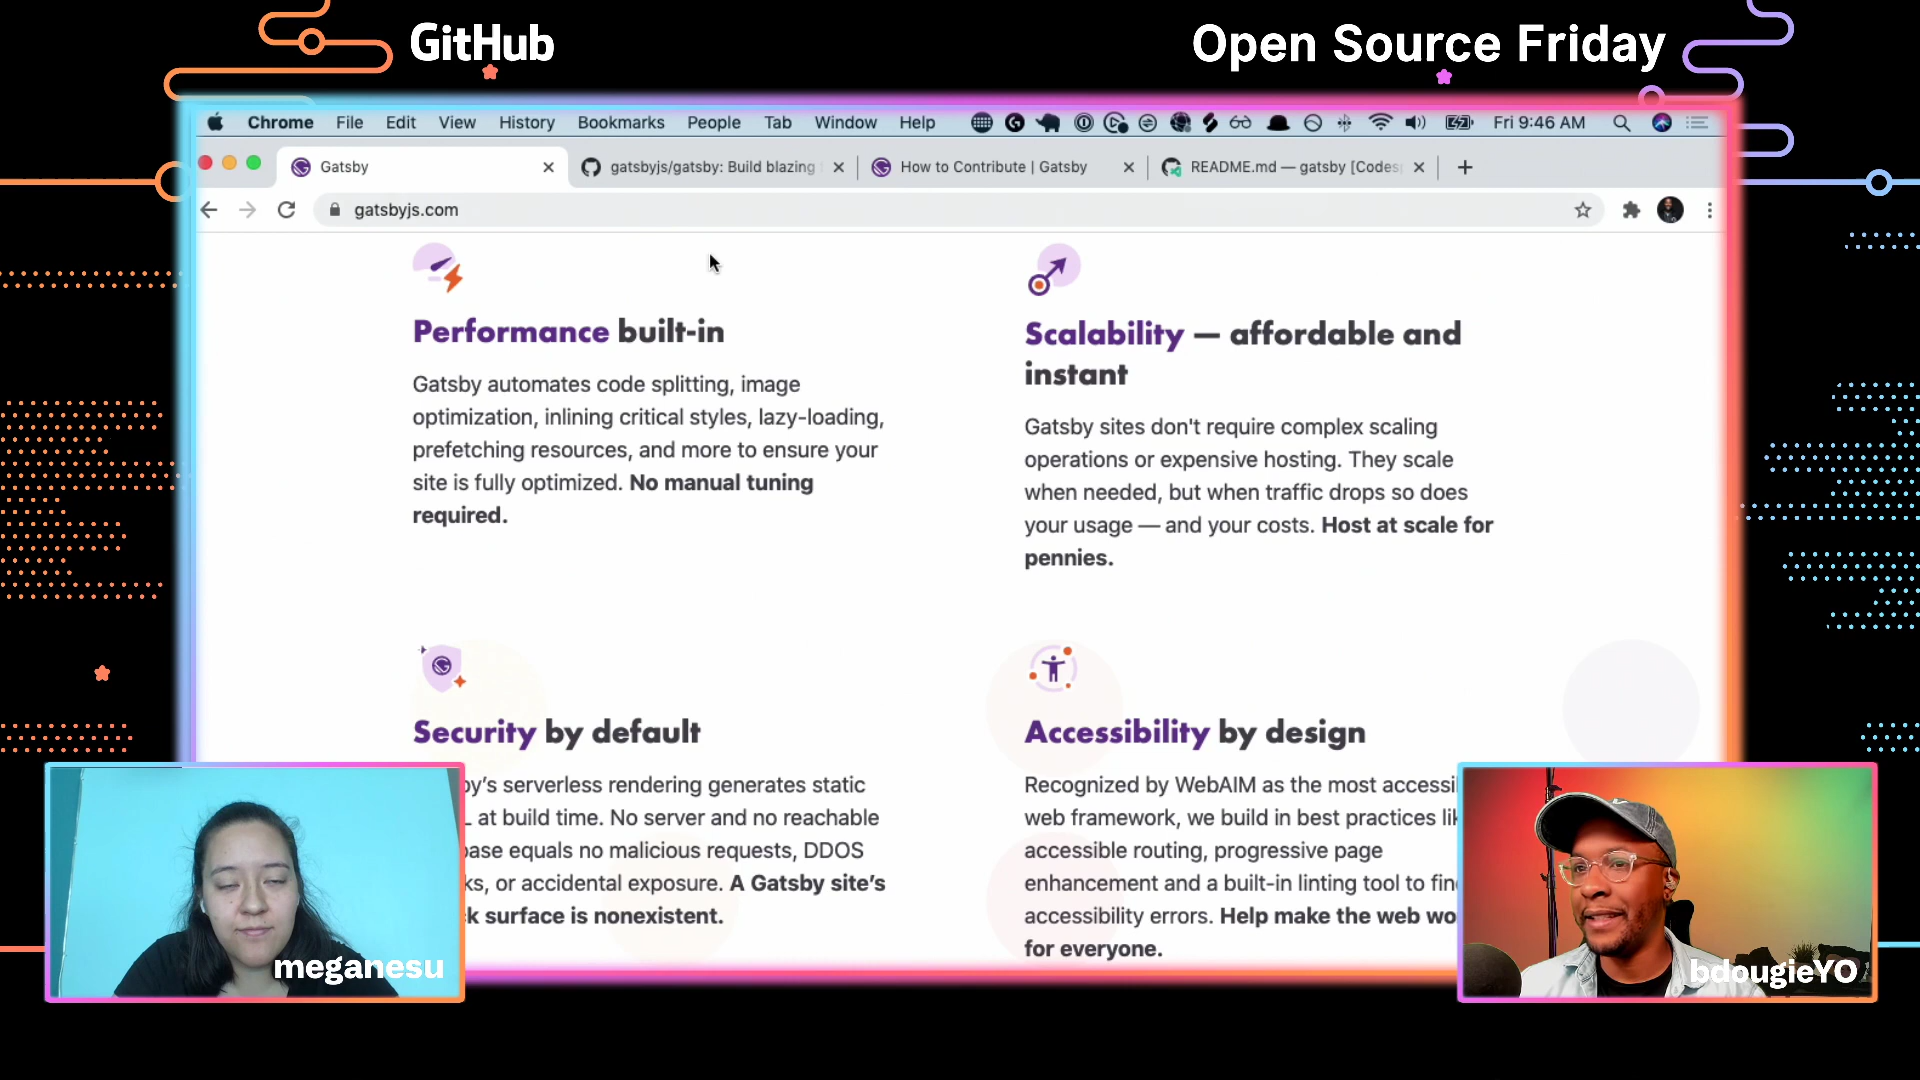 GitHub
Open Source Friday
Chrome File Edit View History Bookmarks People Tab Window Help Fri 9:46 AM
Gatsby
gatsbyjs/gatsby: Build blazing
How to Contribute | Gatsby
README.md — gatsby [Codes
gatsbyjs.com
Performance built-in
Gatsby automates code splitting, image
optimization, inlining critical styles, lazy-loading,
prefetching resources, and more to ensure your
site is fully optimized. No manual tuning
required.
Scalability — affordable and
instant
Gatsby sites don't require complex scaling
operations or expensive hosting. They scale
when needed, but when traffic drops so does
your usage — and your costs. Host at scale for
pennies.
Security by default
by’s serverless rendering generates static
at build time. No server and no reachable
base equals no malicious requests, DDOS
ks, or accidental exposure. A Gatsby site’s
k surface is nonexistent.
Accessibility by design
Recognized by WebAIM as the most accessi
web framework, we build in best practices li
accessible routing, progressive page
enhancement and a built-in linting tool to fin
accessibility errors. Help make the web wo
for everyone.
meganesu
bdougieYO